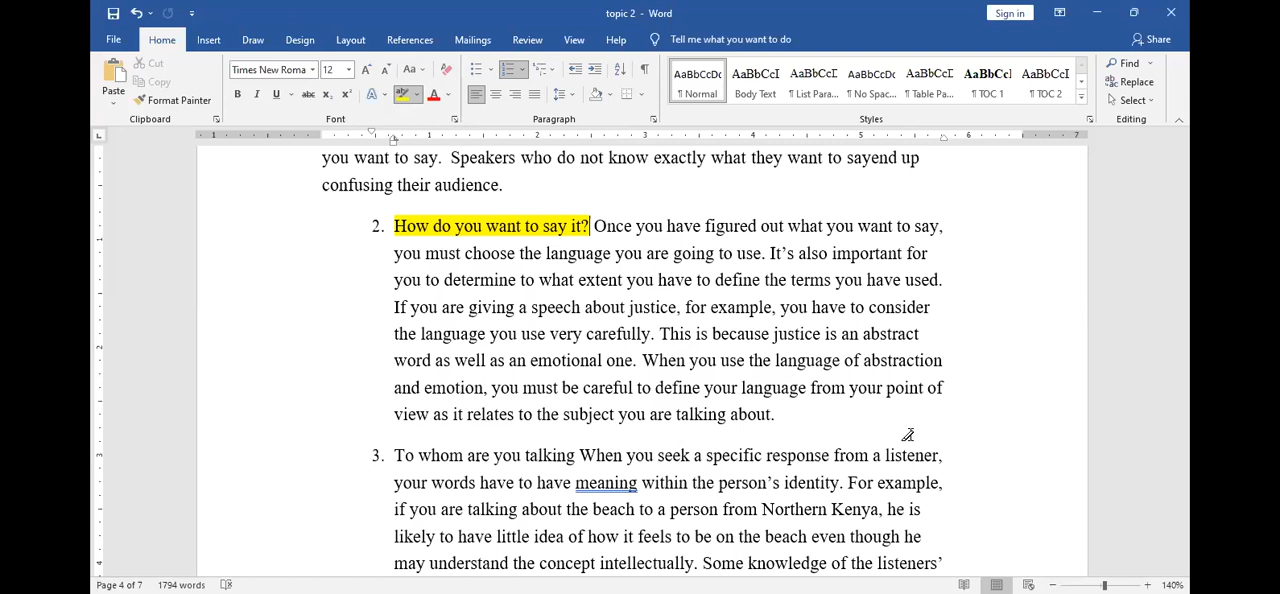 topic 2 - Word
Sign in
File Home Insert Draw Design Layout References Mailings Review View Help Tell me what you want to do Share
Paste
Cut
Copy
Format Painter
Clipboard
Times New Roma 12
Font
Paragraph
AaBbCcDc AaBbCcI AaBbCcI AaBbCcDc AaBbCcI AaBbCcI AaBbCcI
¶ Normal Body Text ¶ List Para... ¶ No Spac... ¶ Table Pa... ¶ TOC 1 ¶ TOC 2
Styles
Find
Replace
Select
Editing
1 1 2 3 4 5 6 7
you want to say. Speakers who do not know exactly what they want to sayend up
confusing their audience.
2. How do you want to say it? Once you have figured out what you want to say,
you must choose the language you are going to use. It’s also important for
you to determine to what extent you have to define the terms you have used.
If you are giving a speech about justice, for example, you have to consider
the language you use very carefully. This is because justice is an abstract
word as well as an emotional one. When you use the language of abstraction
and emotion, you must be careful to define your language from your point of
view as it relates to the subject you are talking about.
3. To whom are you talking When you seek a specific response from a listener,
your words have to have meaning within the person’s identity. For example,
if you are talking about the beach to a person from Northern Kenya, he is
likely to have little idea of how it feels to be on the beach even though he
may understand the concept intellectually. Some knowledge of the listeners’
Page 4 of 7 1794 words 140%